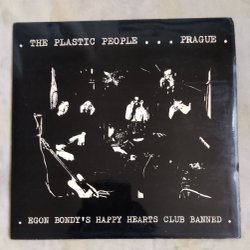 . THE PLASTIC PEOPLE . . . PRAGUE .
. EGON BONDY'S HAPPY HEARTS CLUB BANNED .